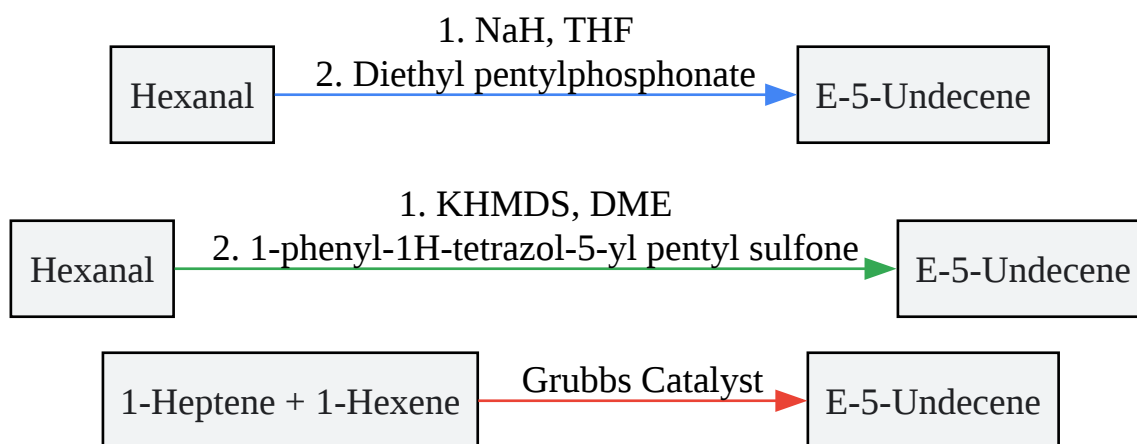 1. NaH, THF
2. Diethyl pentylphosphonate
Hexanal
E-5-Undecene
1. KHMDS, DME
2. 1-phenyl-1H-tetrazol-5-yl pentyl sulfone
Hexanal
E-5-Undecene
1-Heptene + 1-Hexene
Grubbs Catalyst
E-5-Undecene